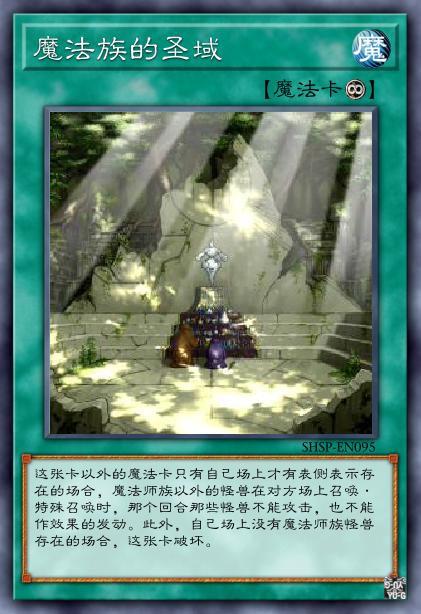 魔法族的圣域
魔
【魔法卡♾】
SHSP-EN095
这张卡以外的魔法卡只有自己场上才有表侧表示存
在的场合，魔法师族以外的怪兽在对方场上召唤·
特殊召唤时，那个回合那些怪兽不能攻击，也不能
作效果的发动。此外，自己场上没有魔法师族怪兽
存在的场合，这张卡破坏。